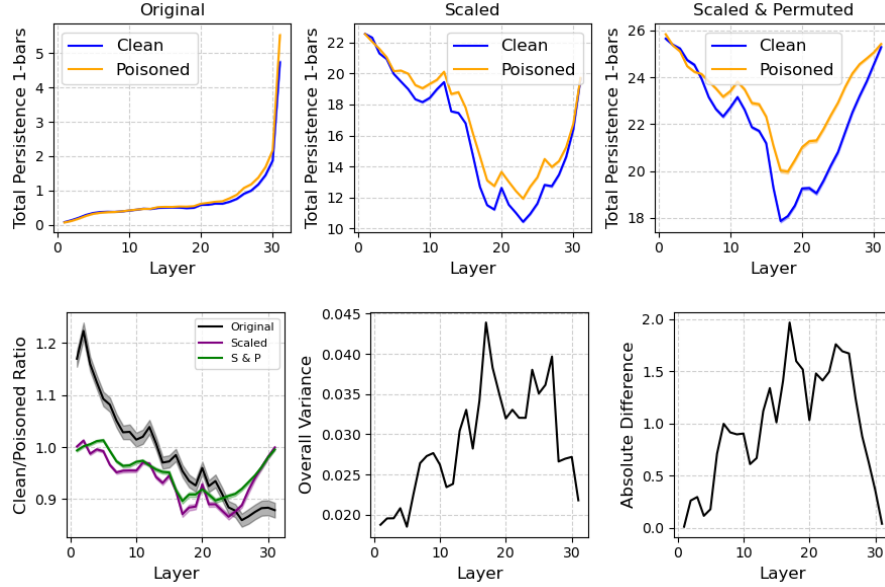 Original
Scaled
Scaled & Permuted
Total Persistence 1-bars
5
4
3
2
1
0
Clean
Poisoned
0
10
20
30
Layer
Total Persistence 1-bars
22
20
18
16
14
12
10
Clean
Poisoned
0
10
20
30
Layer
Total Persistence 1-bars
26
24
22
20
18
Clean
Poisoned
0
10
20
30
Layer
Clean/Poisoned Ratio
1.2
1.1
1.0
0.9
Original
Scaled
S & P
0
10
20
30
Layer
Overall Variance
0.045
0.040
0.035
0.030
0.025
0.020
0
10
20
30
Layer
Absolute Difference
2.0
1.5
1.0
0.5
0.0
0
10
20
30
Layer